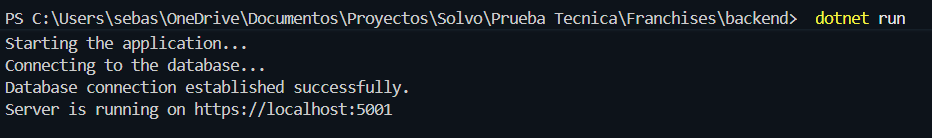 PS C:\Users\sebas\OneDrive\Documentos\Proyectos\Solvo\Prueba Tecnica\Franchises\backend>  dotnet run
Starting the application...
Connecting to the database...
Database connection established successfully.
Server is running on https://localhost:5001